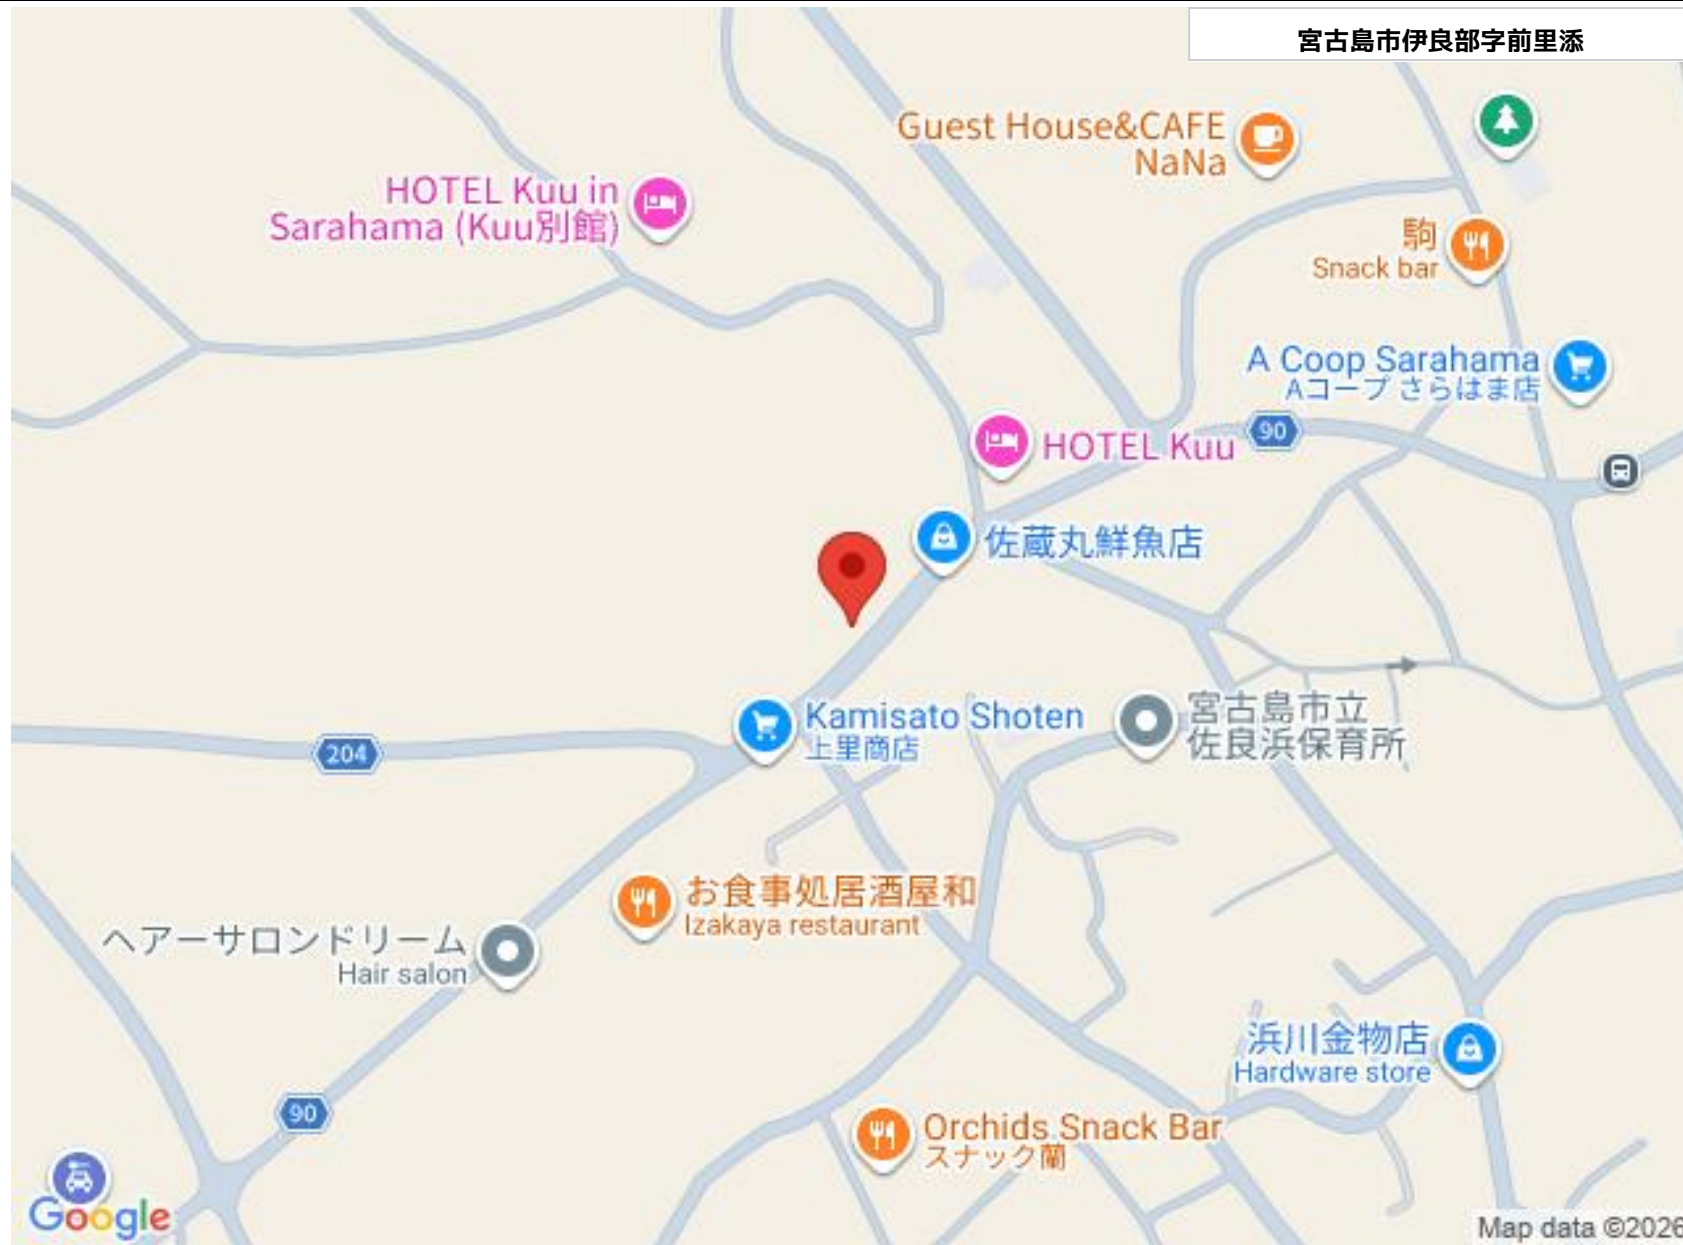 宮古島市伊良部字前里添
Guest House&CAFE
NaNa
HOTEL Kuu in
Sarahama (Kuu別館)
駒
Snack bar
A Coop Sarahama
Aコープ さらはま店
90
HOTEL Kuu
佐蔵丸鮮魚店
Kamisato Shoten
上里商店
宮古島市立
佐良浜保育所
204
お食事処居酒屋和
Izakaya restaurant
ヘアーサロンドリーム
Hair salon
浜川金物店
Hardware store
90
Orchids Snack Bar
スナック蘭
Google
Map data ©2026